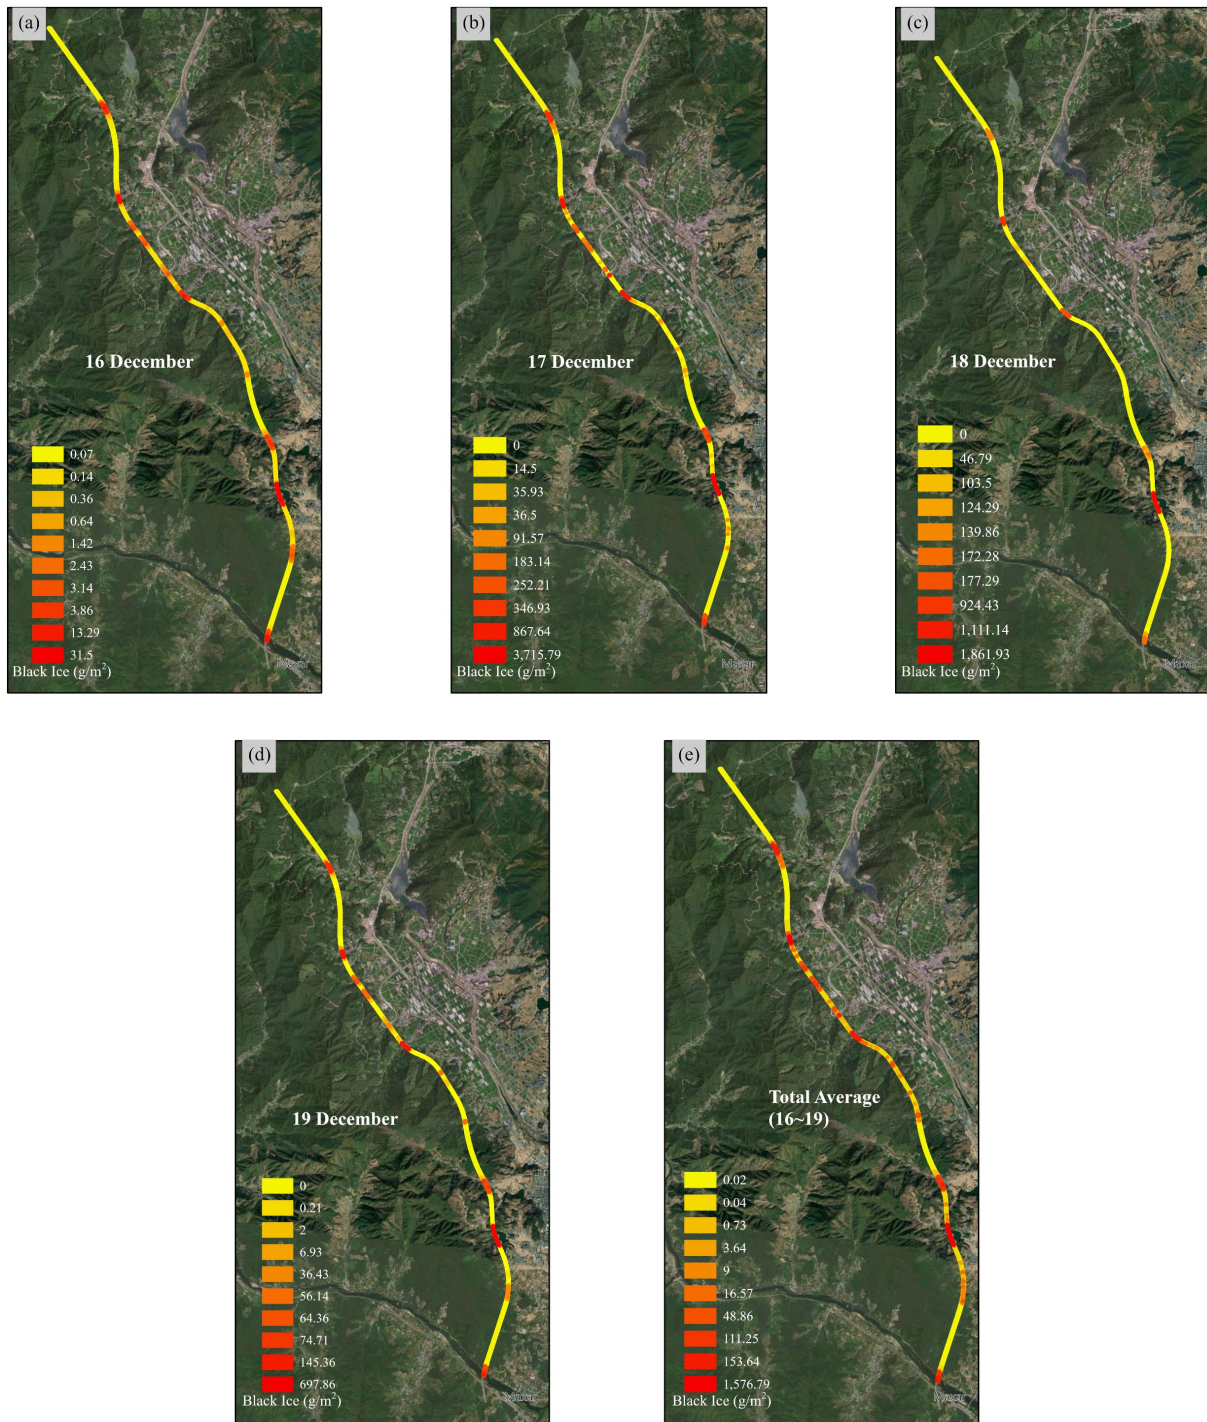 (a)
16 December
0.07
0.14
0.36
0.64
1.42
2.43
3.14
3.86
13.29
31.5
Black Ice (g/m²)
Maxar
(b)
17 December
0
14.5
35.93
36.5
91.57
183.14
252.21
346.93
867.64
3,715.79
Black Ice (g/m²)
Maxar
(c)
18 December
0
46.79
103.5
124.29
139.86
172.28
177.29
924.43
1,111.14
1,861.93
Black Ice (g/m²)
Maxar
(d)
19 December
0
0.21
2
6.93
36.43
56.14
64.36
74.71
145.36
697.86
Black Ice (g/m²)
Maxar
(e)
Total Average
(16~19)
0.02
0.04
0.73
3.64
9
16.57
48.86
111.25
153.64
1,576.79
Black Ice (g/m²)
Maxar